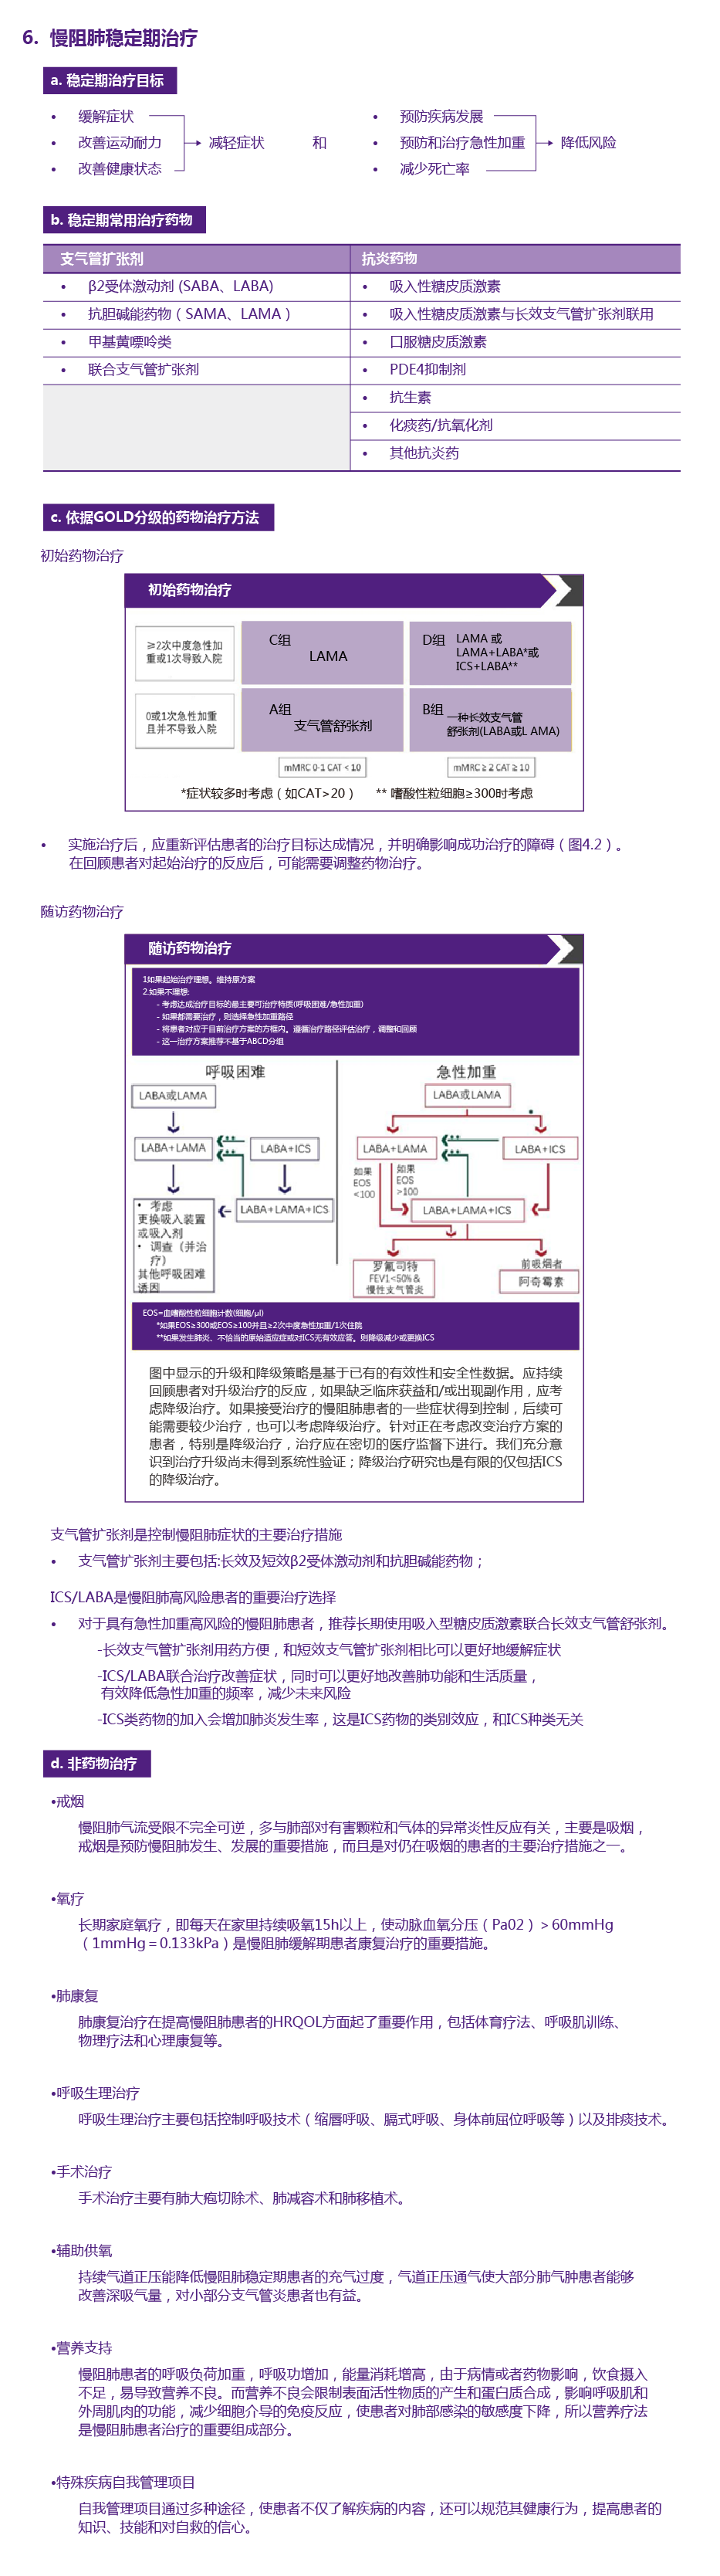 6. 慢阻肺稳定期治疗
a. 稳定期治疗目标
• 缓解症状
• 改善运动耐力
• 改善健康状态
减轻症状
和
• 预防疾病发展
• 预防和治疗急性加重
• 减少死亡率
降低风险
b. 稳定期常用治疗药物
支气管扩张剂 抗炎药物
• β2受体激动剂 (SABA、LABA) • 吸入性糖皮质激素
• 抗胆碱能药物（SAMA、LAMA） • 吸入性糖皮质激素与长效支气管扩张剂联用
• 甲基黄嘌呤类 • 口服糖皮质激素
• 联合支气管扩张剂 • PDE4抑制剂
• 抗生素
• 化痰药/抗氧化剂
• 其他抗炎药
c. 依据GOLD分级的药物治疗方法
初始药物治疗
初始药物治疗
≥2次中度急性加
重或1次导致入院
C组
LAMA
D组 LAMA 或
LAMA+LABA*或
ICS+LABA**
0或1次急性加重
且并不导致入院
A组
支气管舒张剂
B组
一种长效支气管
舒张剂(LABA或L AMA)
mMRC 0-1 CAT < 10
mMRC ≥ 2 CAT ≥ 10
*症状较多时考虑（如CAT>20） ** 嗜酸性粒细胞≥300时考虑
• 实施治疗后，应重新评估患者的治疗目标达成情况，并明确影响成功治疗的障碍（图4.2）。
在回顾患者对起始治疗的反应后，可能需要调整药物治疗。
随访药物治疗
随访药物治疗
1如果起始治疗理想。维持原方案
2.如果不理想:
- 考虑达成治疗目标的最主要可治疗特质(呼吸困难/急性加重)
- 如果都需要治疗，则选择急性加重路径
- 将患者对应于目前治疗方案的方框内。遵循治疗路径评估治疗，调整和回顾
- 这一治疗方案推荐不基于ABCD分组
呼吸困难
LABA或LAMA
LABA+LAMA
**
LABA+ICS
LABA+LAMA+ICS
• 考虑
更换吸入装置
或吸入剂
• 调查（并治
疗）
其他呼吸困难
诱因
急性加重
LABA或LAMA
*
LABA+LAMA
**
LABA+ICS
如果
EOS
<100
如果
EOS
>100
LABA+LAMA+ICS
罗氟司特
FEV1<50%&
慢性支气管炎
前吸烟者
阿奇霉素
EOS=血嗜酸性粒细胞计数(细胞/μl)
*如果EOS≥300或EOS≥100并且≥2次中度急性加重/1次住院
**如果发生肺炎、不恰当的原始适应症或对ICS无有效应答。则降级减少或更换ICS
图中显示的升级和降级策略是基于已有的有效性和安全性数据。应持续
回顾患者对升级治疗的反应，如果缺乏临床获益和/或出现副作用，应考
虑降级治疗。如果接受治疗的慢阻肺患者的一些症状得到控制，后续可
能需要较少治疗，也可以考虑降级治疗。针对正在考虑改变治疗方案的
患者，特别是降级治疗，治疗应在密切的医疗监督下进行。我们充分意
识到治疗升级尚未得到系统性验证；降级治疗研究也是有限的仅包括ICS
的降级治疗。
支气管扩张剂是控制慢阻肺症状的主要治疗措施
• 支气管扩张剂主要包括:长效及短效β2受体激动剂和抗胆碱能药物；
ICS/LABA是慢阻肺高风险患者的重要治疗选择
• 对于具有急性加重高风险的慢阻肺患者，推荐长期使用吸入型糖皮质激素联合长效支气管舒张剂。
-长效支气管扩张剂用药方便，和短效支气管扩张剂相比可以更好地缓解症状
-ICS/LABA联合治疗改善症状，同时可以更好地改善肺功能和生活质量，
有效降低急性加重的频率，减少未来风险
-ICS类药物的加入会增加肺炎发生率，这是ICS药物的类别效应，和ICS种类无关
d. 非药物治疗
•戒烟
慢阻肺气流受限不完全可逆，多与肺部对有害颗粒和气体的异常炎性反应有关，主要是吸烟，
戒烟是预防慢阻肺发生、发展的重要措施，而且是对仍在吸烟的患者的主要治疗措施之一。
•氧疗
长期家庭氧疗，即每天在家里持续吸氧15h以上，使动脉血氧分压（Pa02）＞60mmHg
（1mmHg＝0.133kPa）是慢阻肺缓解期患者康复治疗的重要措施。
•肺康复
肺康复治疗在提高慢阻肺患者的HRQOL方面起了重要作用，包括体育疗法、呼吸肌训练、
物理疗法和心理康复等。
•呼吸生理治疗
呼吸生理治疗主要包括控制呼吸技术（缩唇呼吸、膈式呼吸、身体前屈位呼吸等）以及排痰技术。
•手术治疗
手术治疗主要有肺大疱切除术、肺减容术和肺移植术。
•辅助供氧
持续气道正压能降低慢阻肺稳定期患者的充气过度，气道正压通气使大部分肺气肿患者能够
改善深吸气量，对小部分支气管炎患者也有益。
•营养支持
慢阻肺患者的呼吸负荷加重，呼吸功增加，能量消耗增高，由于病情或者药物影响，饮食摄入
不足，易导致营养不良。而营养不良会限制表面活性物质的产生和蛋白质合成，影响呼吸肌和
外周肌肉的功能，减少细胞介导的免疫反应，使患者对肺部感染的敏感度下降，所以营养疗法
是慢阻肺患者治疗的重要组成部分。
•特殊疾病自我管理项目
自我管理项目通过多种途径，使患者不仅了解疾病的内容，还可以规范其健康行为，提高患者的
知识、技能和对自救的信心。